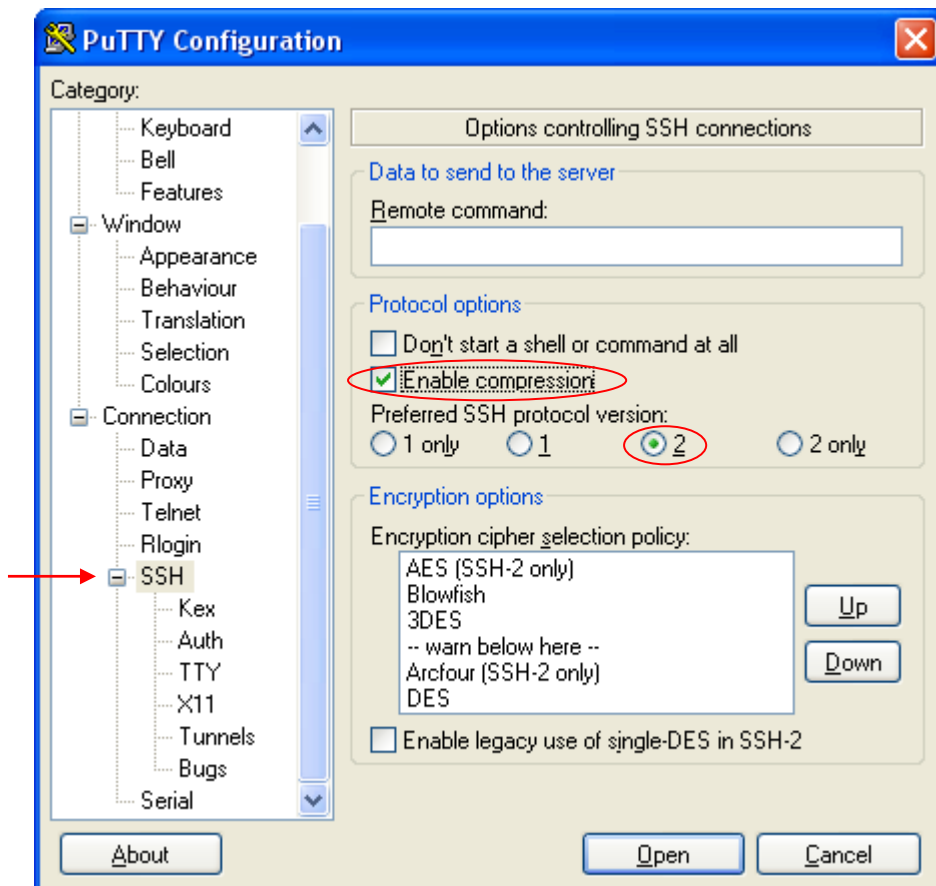 PuTTY Configuration
Category:
Keyboard
Bell
Features
Window
Appearance
Behaviour
Translation
Selection
Colours
Connection
Data
Proxy
Telnet
Rlogin
SSH
Kex
Auth
TTY
X11
Tunnels
Bugs
Serial
Options controlling SSH connections
Data to send to the server
Remote command:
Protocol options
Don't start a shell or command at all
Enable compression
Preferred SSH protocol version:
1 only 1 2 2 only
Encryption options
Encryption cipher selection policy:
AES (SSH-2 only)
Blowfish
3DES
-- warn below here --
Arcfour (SSH-2 only)
DES
Up
Down
Enable legacy use of single-DES in SSH-2
About Open Cancel